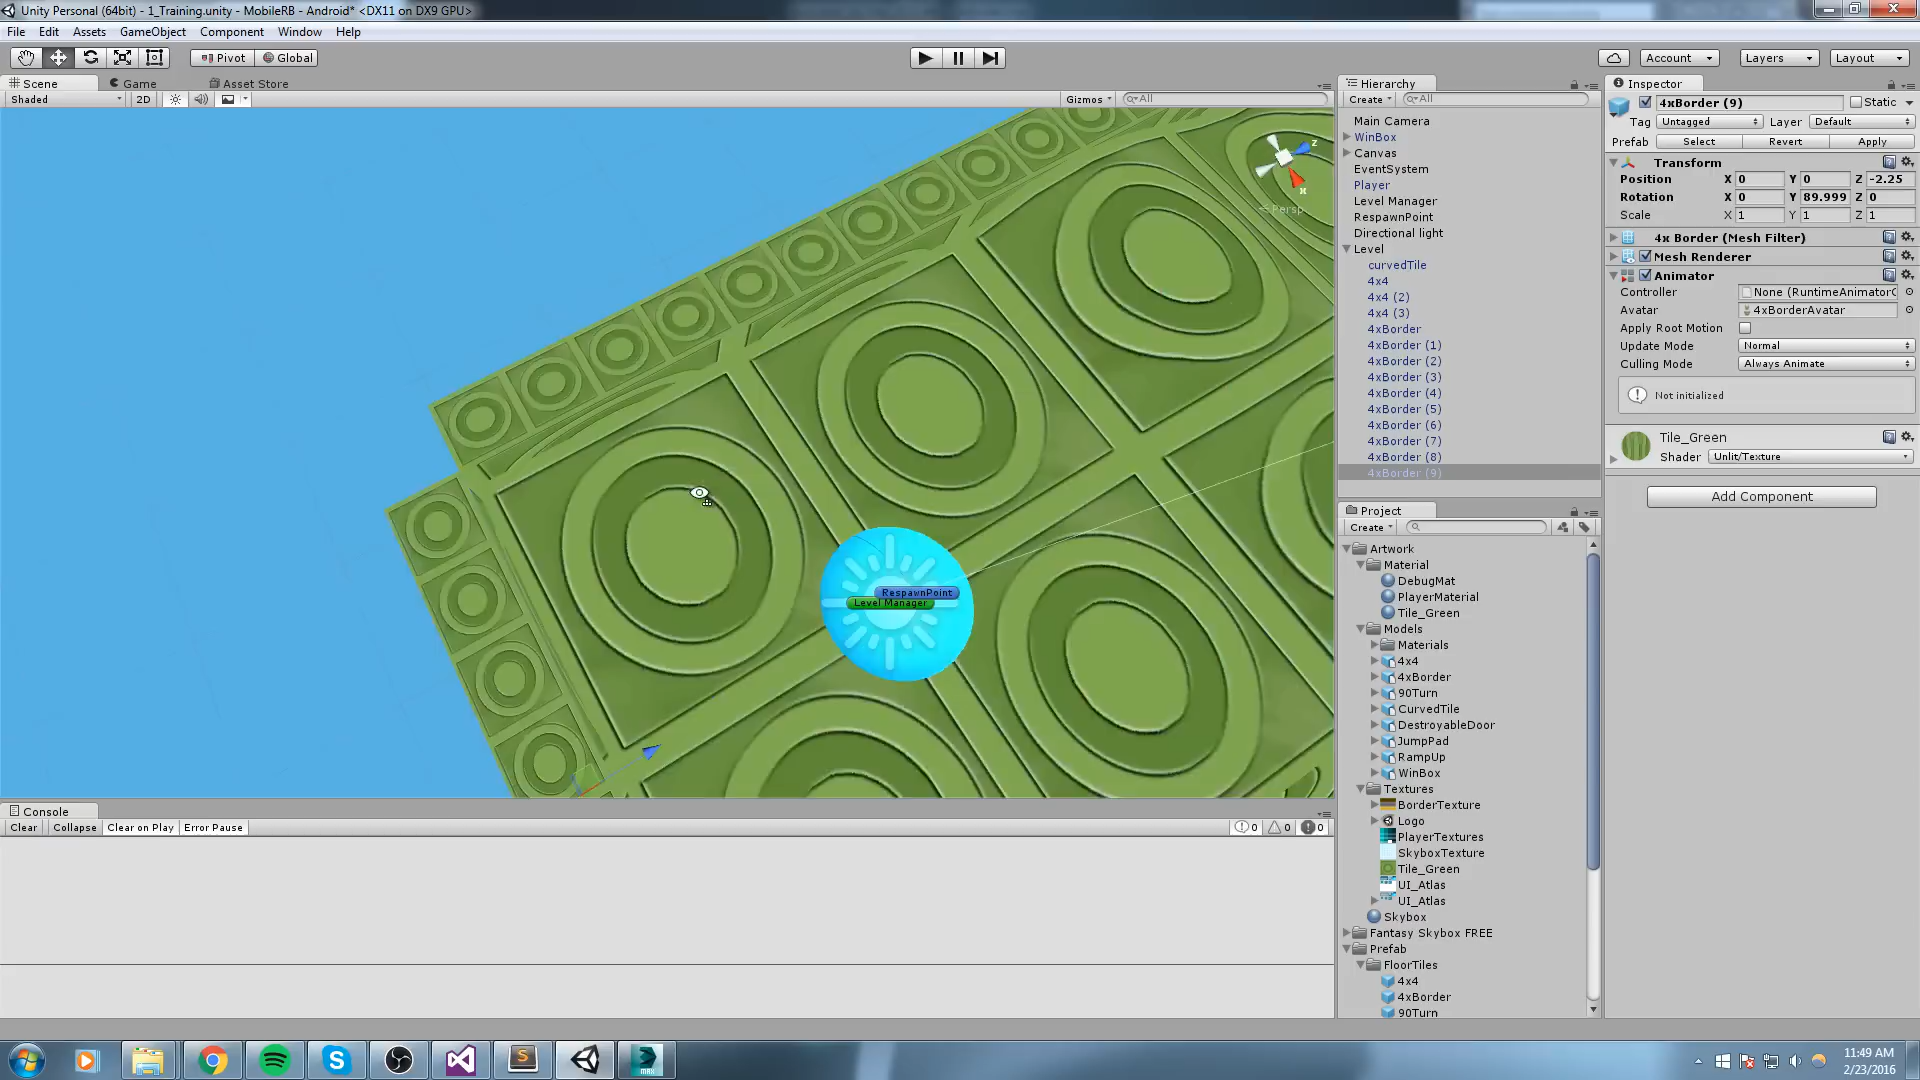 Unity Personal (64bit) - 1_Training.unity - MobileRB - Android* <DX11 on DX9 GPU>
File Edit Assets GameObject Component Window Help
Pivot Global Account Layers Layout
Scene Game Asset Store
Shaded 2D Gizmos All
z
x
Persp
RespawnPoint
Level Manager
Console
Clear Collapse Clear on Play Error Pause 0 0 0
Hierarchy
Create All
Main Camera
WinBox
Canvas
EventSystem
Player
Level Manager
RespawnPoint
Directional light
Level
curvedTile
4x4
4x4 (2)
4x4 (3)
4xBorder
4xBorder (1)
4xBorder (2)
4xBorder (3)
4xBorder (4)
4xBorder (5)
4xBorder (6)
4xBorder (7)
4xBorder (8)
4xBorder (9)
Project
Create
Artwork
Material
DebugMat
PlayerMaterial
Tile_Green
Models
Materials
4x4
4xBorder
90Turn
CurvedTile
DestroyableDoor
JumpPad
RampUp
WinBox
Textures
BorderTexture
Logo
PlayerTextures
SkyboxTexture
Tile_Green
UI_Atlas
UI_Atlas
Skybox
Fantasy Skybox FREE
Prefab
FloorTiles
4x4
4xBorder
90Turn
Inspector
4xBorder (9) Static
Tag Untagged Layer Default
Prefab Select Revert Apply
Transform
Position X 0 Y 0 Z -2.25
Rotation X 0 Y 89.999 Z 0
Scale X 1 Y 1 Z 1
4x Border (Mesh Filter)
Mesh Renderer
Animator
Controller None (RuntimeAnimatorC
Avatar 4xBorderAvatar
Apply Root Motion
Update Mode Normal
Culling Mode Always Animate
Not initialized
Tile_Green
Shader Unlit/Texture
Add Component
11:49 AM
2/23/2016